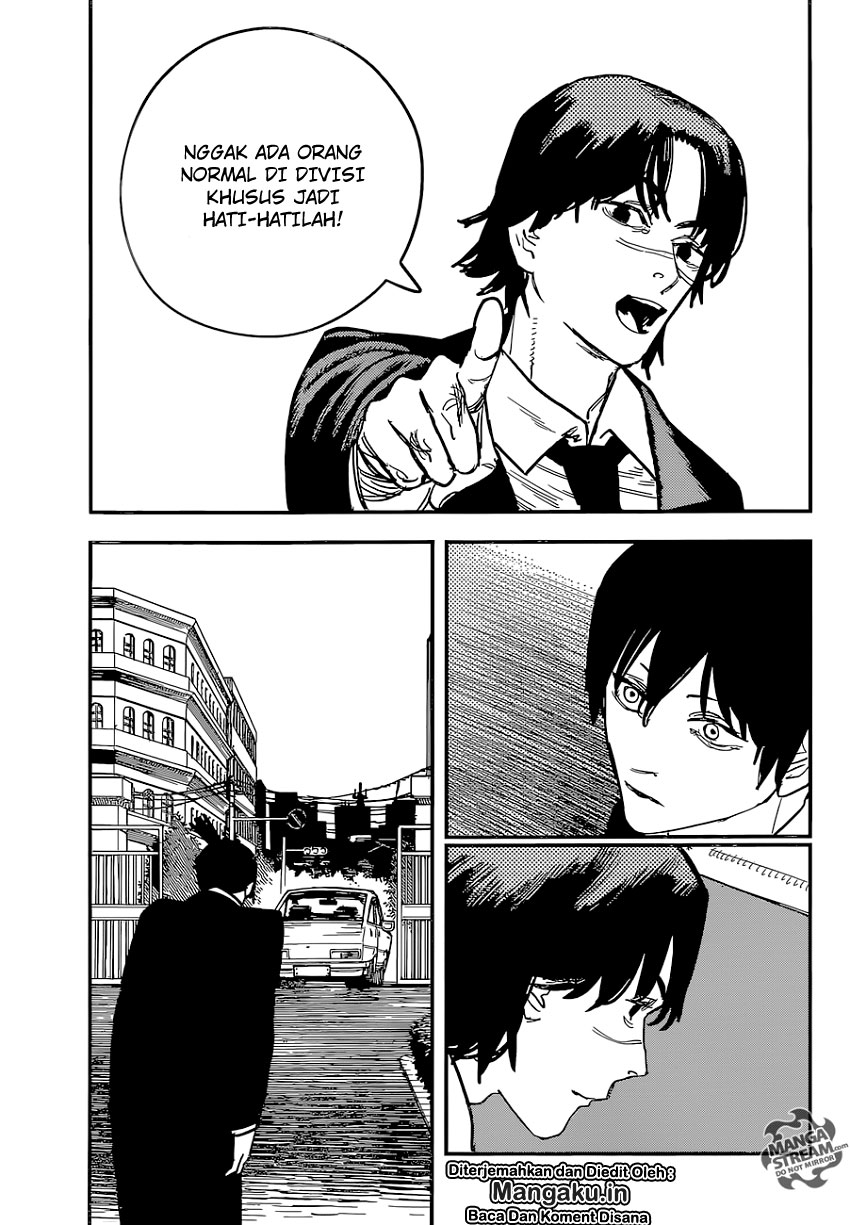 NGGAK ADA ORANG
NORMAL DI DIVISI
KHUSUS JADI
HATI-HATILAH!
MANGA
STREAM.com
DO NOT MIRROR!
Diterjemahkan dan Diedit Oleh :
Mangaku.in
Baca Dan Koment Disana